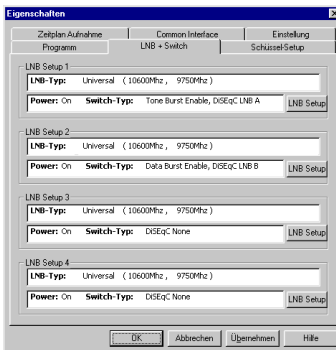 Eigenschaften
Zeitplan Aufnahme Common Interface Einstellung
Programm LNB + Switch Schüssel-Setup
LNB Setup 1
LNB-Typ: Universal ( 10600Mhz , 9750Mhz )
Power: On Switch-Typ: Tone Burst Enable, DiSEqC LNB A
LNB Setup
LNB Setup 2
LNB-Typ: Universal ( 10600Mhz , 9750Mhz )
Power: On Switch-Typ: Data Burst Enable, DiSEqC LNB B
LNB Setup
LNB Setup 3
LNB-Typ: Universal ( 10600Mhz , 9750Mhz )
Power: On Switch-Typ: DiSEqC None
LNB Setup
LNB Setup 4
LNB-Typ: Universal ( 10600Mhz , 9750Mhz )
Power: On Switch-Typ: DiSEqC None
LNB Setup
OK Abbrechen Übernehmen Hilfe